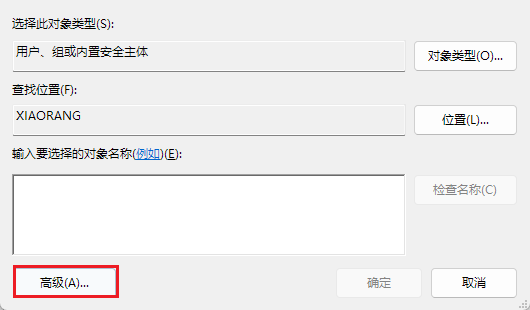 选择此对象类型(S):
用户、组或内置安全主体
对象类型(O)...
查找位置(F):
XIAORANG
位置(L)...
输入要选择的对象名称(例如)(E):
检查名称(C)
高级(A)...
确定
取消